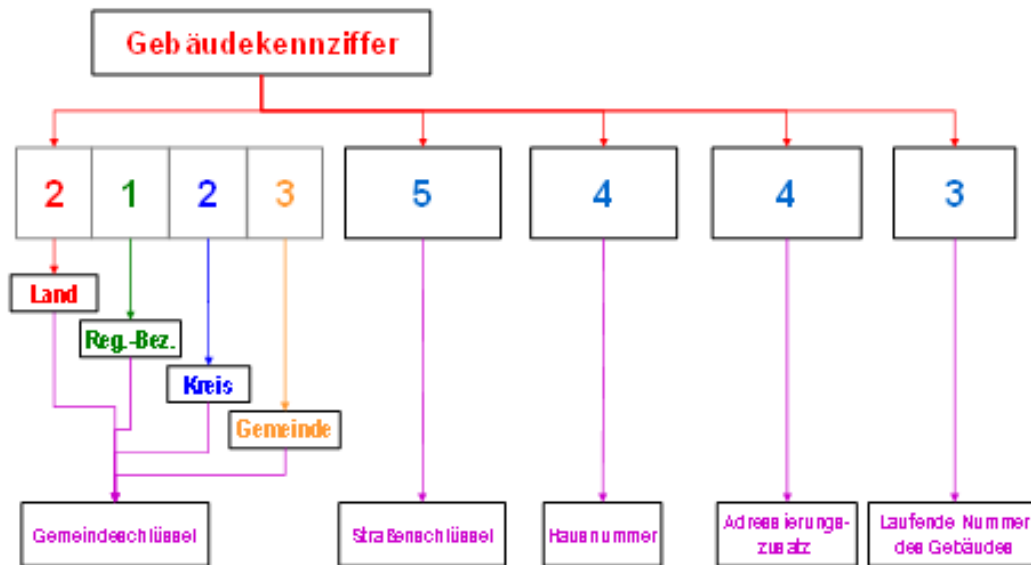 Gebäudekennziffer
2 1 2 3 5 4 4 3
Land
Reg.-Bez.
Kreis
Gemeinde
Gemeindeschlüssel
Straßenschlüssel
Hausnummer
Adressierungs-
zusatz
Laufende Nummer
des Gebäudes